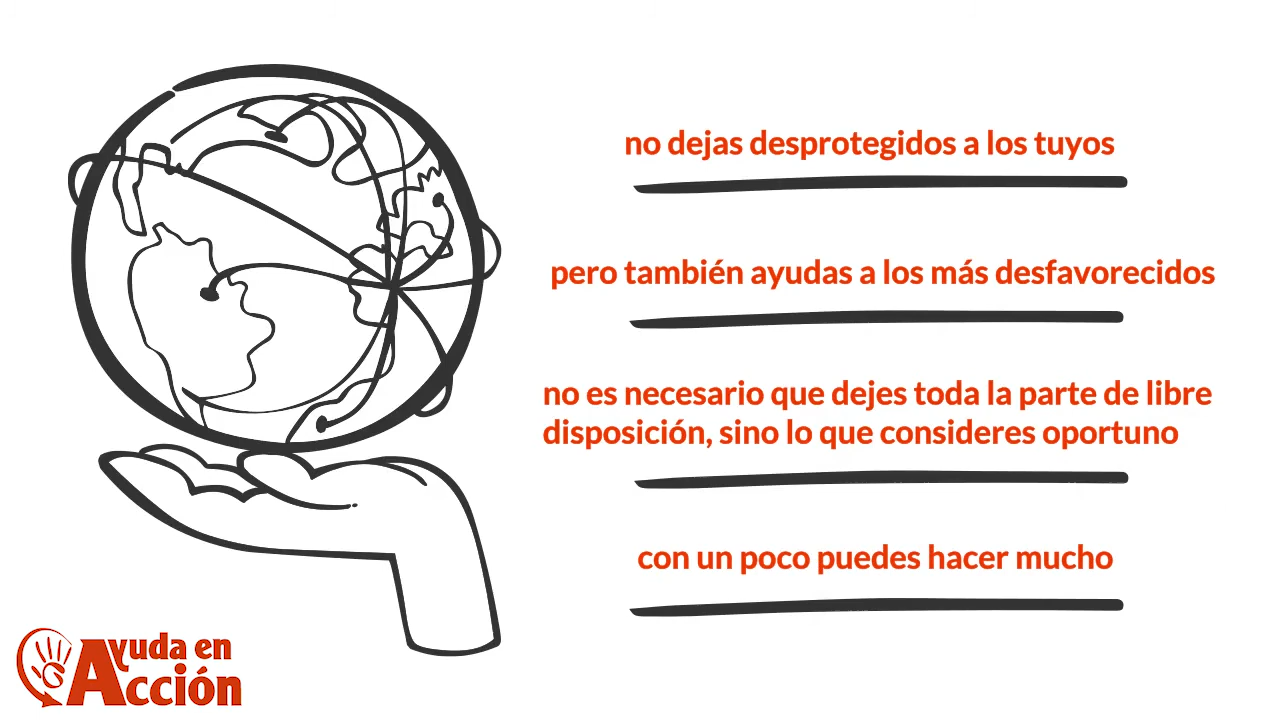 no dejas desprotegidos a los tuyos
pero también ayudas a los más desfavorecidos
no es necesario que dejes toda la parte de libre
disposición, sino lo que consideres oportuno
con un poco puedes hacer mucho
Ayuda en
Acción